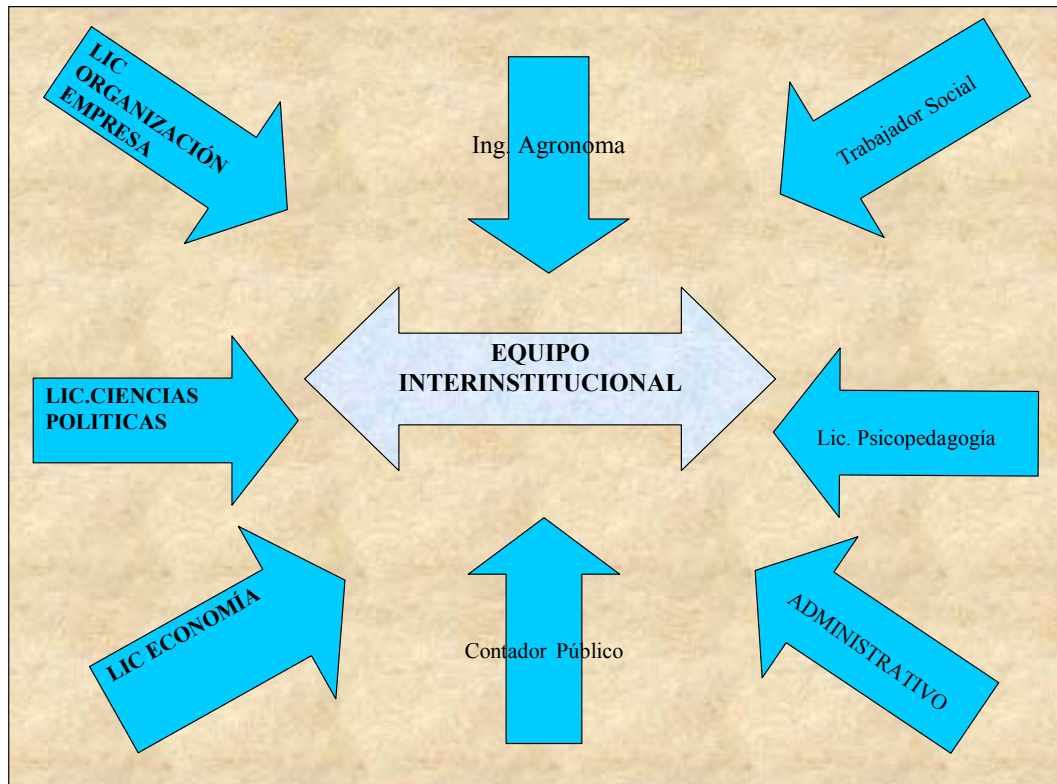 LIC
ORGANIZACIÓN
EMPRESA
Ing. Agronoma
Trabajador Social
EQUIPO
INTERINSTITUCIONAL
LIC.CIENCIAS
POLITICAS
Lic. Psicopedagogía
LIC ECONOMÍA
Contador Público
ADMINISTRATIVO